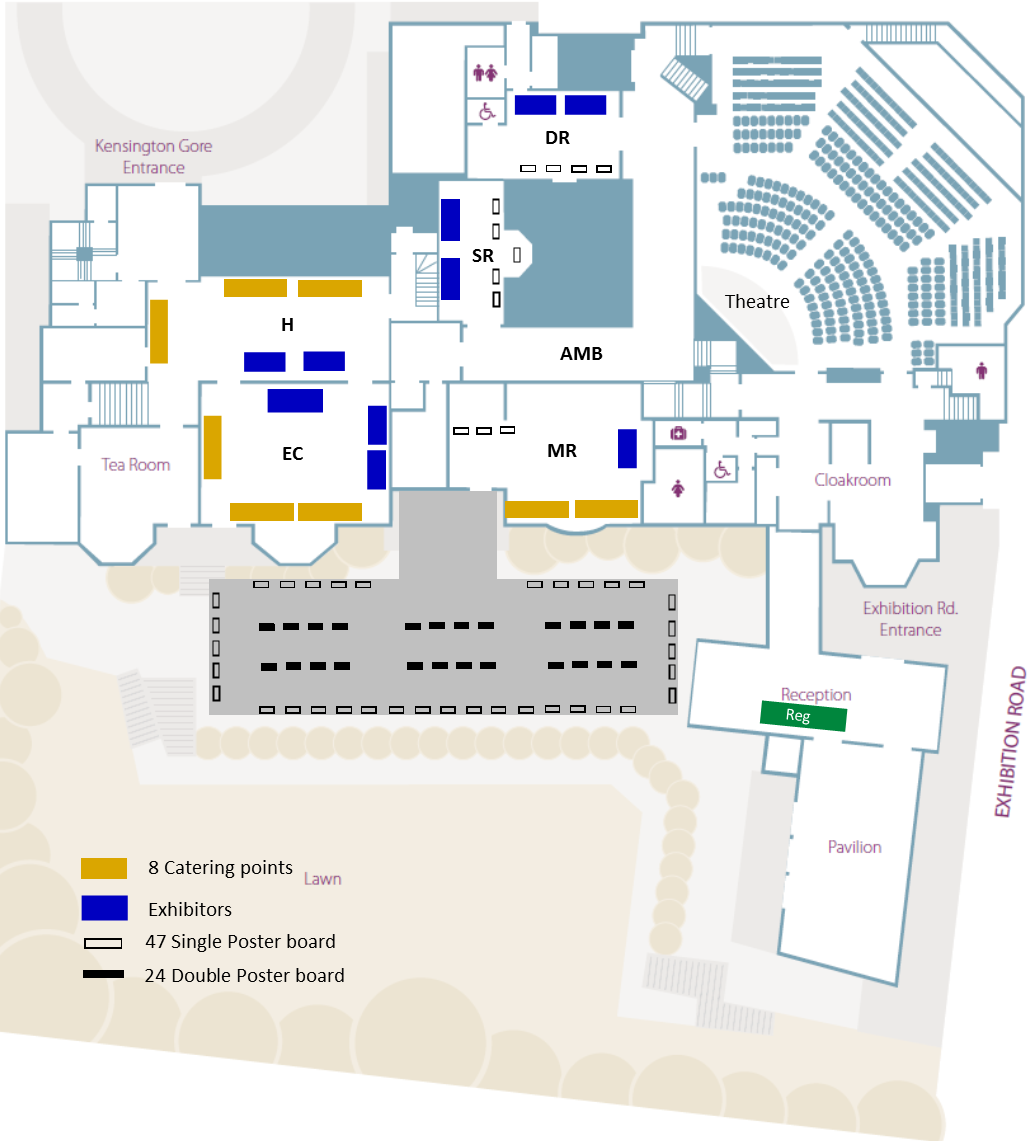 Kensington Gore
Entrance
DR
SR
Theatre
H
AMB
EC
MR
Tea Room
Cloakroom
Exhibition Rd.
Entrance
Reception
Reg
EXHIBITION ROAD
Pavilion
8 Catering points
Lawn
Exhibitors
47 Single Poster board
24 Double Poster board